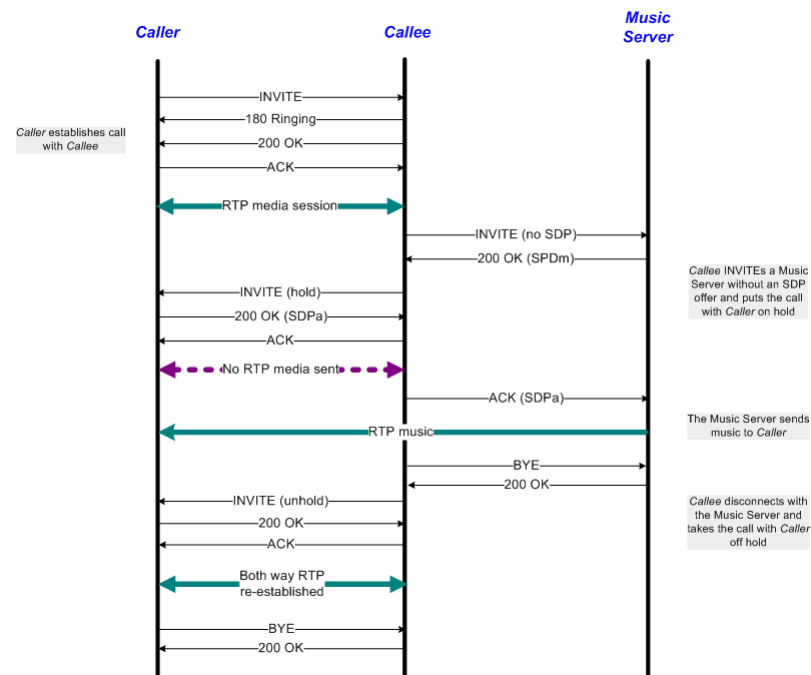 Caller
Callee
Music
Server
INVITE
180 Ringing
Caller establishes call
with Callee
200 OK
ACK
RTP media session
INVITE (no SDP)
200 OK (SPDm)
Callee INVITEs a Music
Server without an SDP
offer and puts the call
with Caller on hold
INVITE (hold)
200 OK (SDPa)
ACK
No RTP media sent
ACK (SDPa)
The Music Server sends
music to Caller
RTP music
BYE
200 OK
INVITE (unhold)
Callee disconnects with
the Music Server and
takes the call with Caller
off hold
200 OK
ACK
Both way RTP
re-established
BYE
200 OK